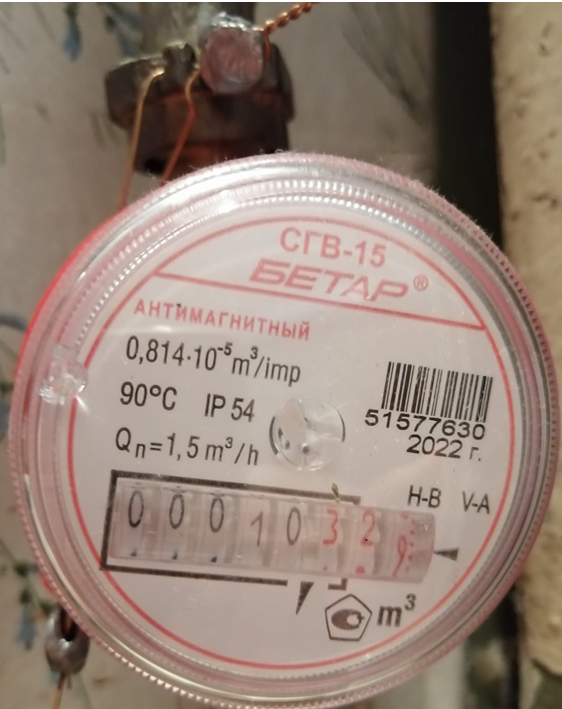 СГВ-15
БЕТАР®
АНТИМАГНИТНЫЙ
0,814·10⁻⁵m³/imp
90°C IP 54
51577630
Qn=1,5 m³/h
2022 г.
H-B V-A
0 0 0 1 0 3 2 9
m³